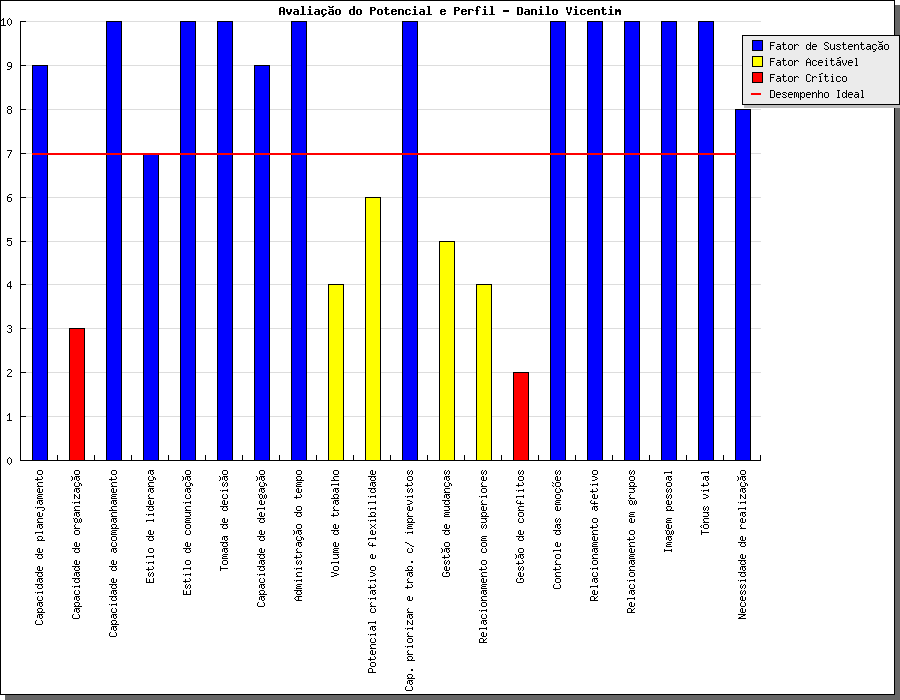 Avaliação do Potencial e Perfil - Danilo Vicentim
10
9
8
7
6
5
4
3
2
1
0
Fator de Sustentação
Fator Aceitável
Fator Crítico
Desempenho Ideal
Capacidade de planejamento
Capacidade de organização
Capacidade de acompanhamento
Estilo de liderança
Estilo de comunicação
Tomada de decisão
Capacidade de delegação
Administração do tempo
Volume de trabalho
Potencial criativo e flexibilidade
Cap. priorizar e trab. c/ imprevistos
Gestão de mudanças
Relacionamento com superiores
Gestão de conflitos
Controle das emoções
Relacionamento afetivo
Relacionamento em grupos
Imagem pessoal
Tônus vital
Necessidade de realização